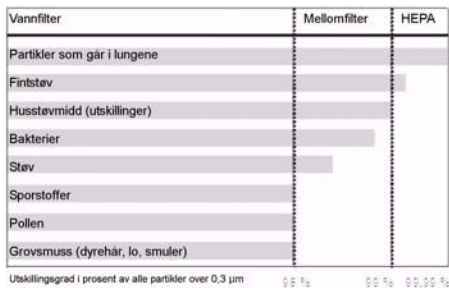 Vannfilter Mellomfilter HEPA
Partikler som går i lungene
Fintstøv
Husstøvmidd (utskillinger)
Bakterier
Støv
Sporstoffer
Pollen
Grovsmuss (dyrehår, lo, smuler)
Utskillingsgrad i prosent av alle partikler over 0,3 µm